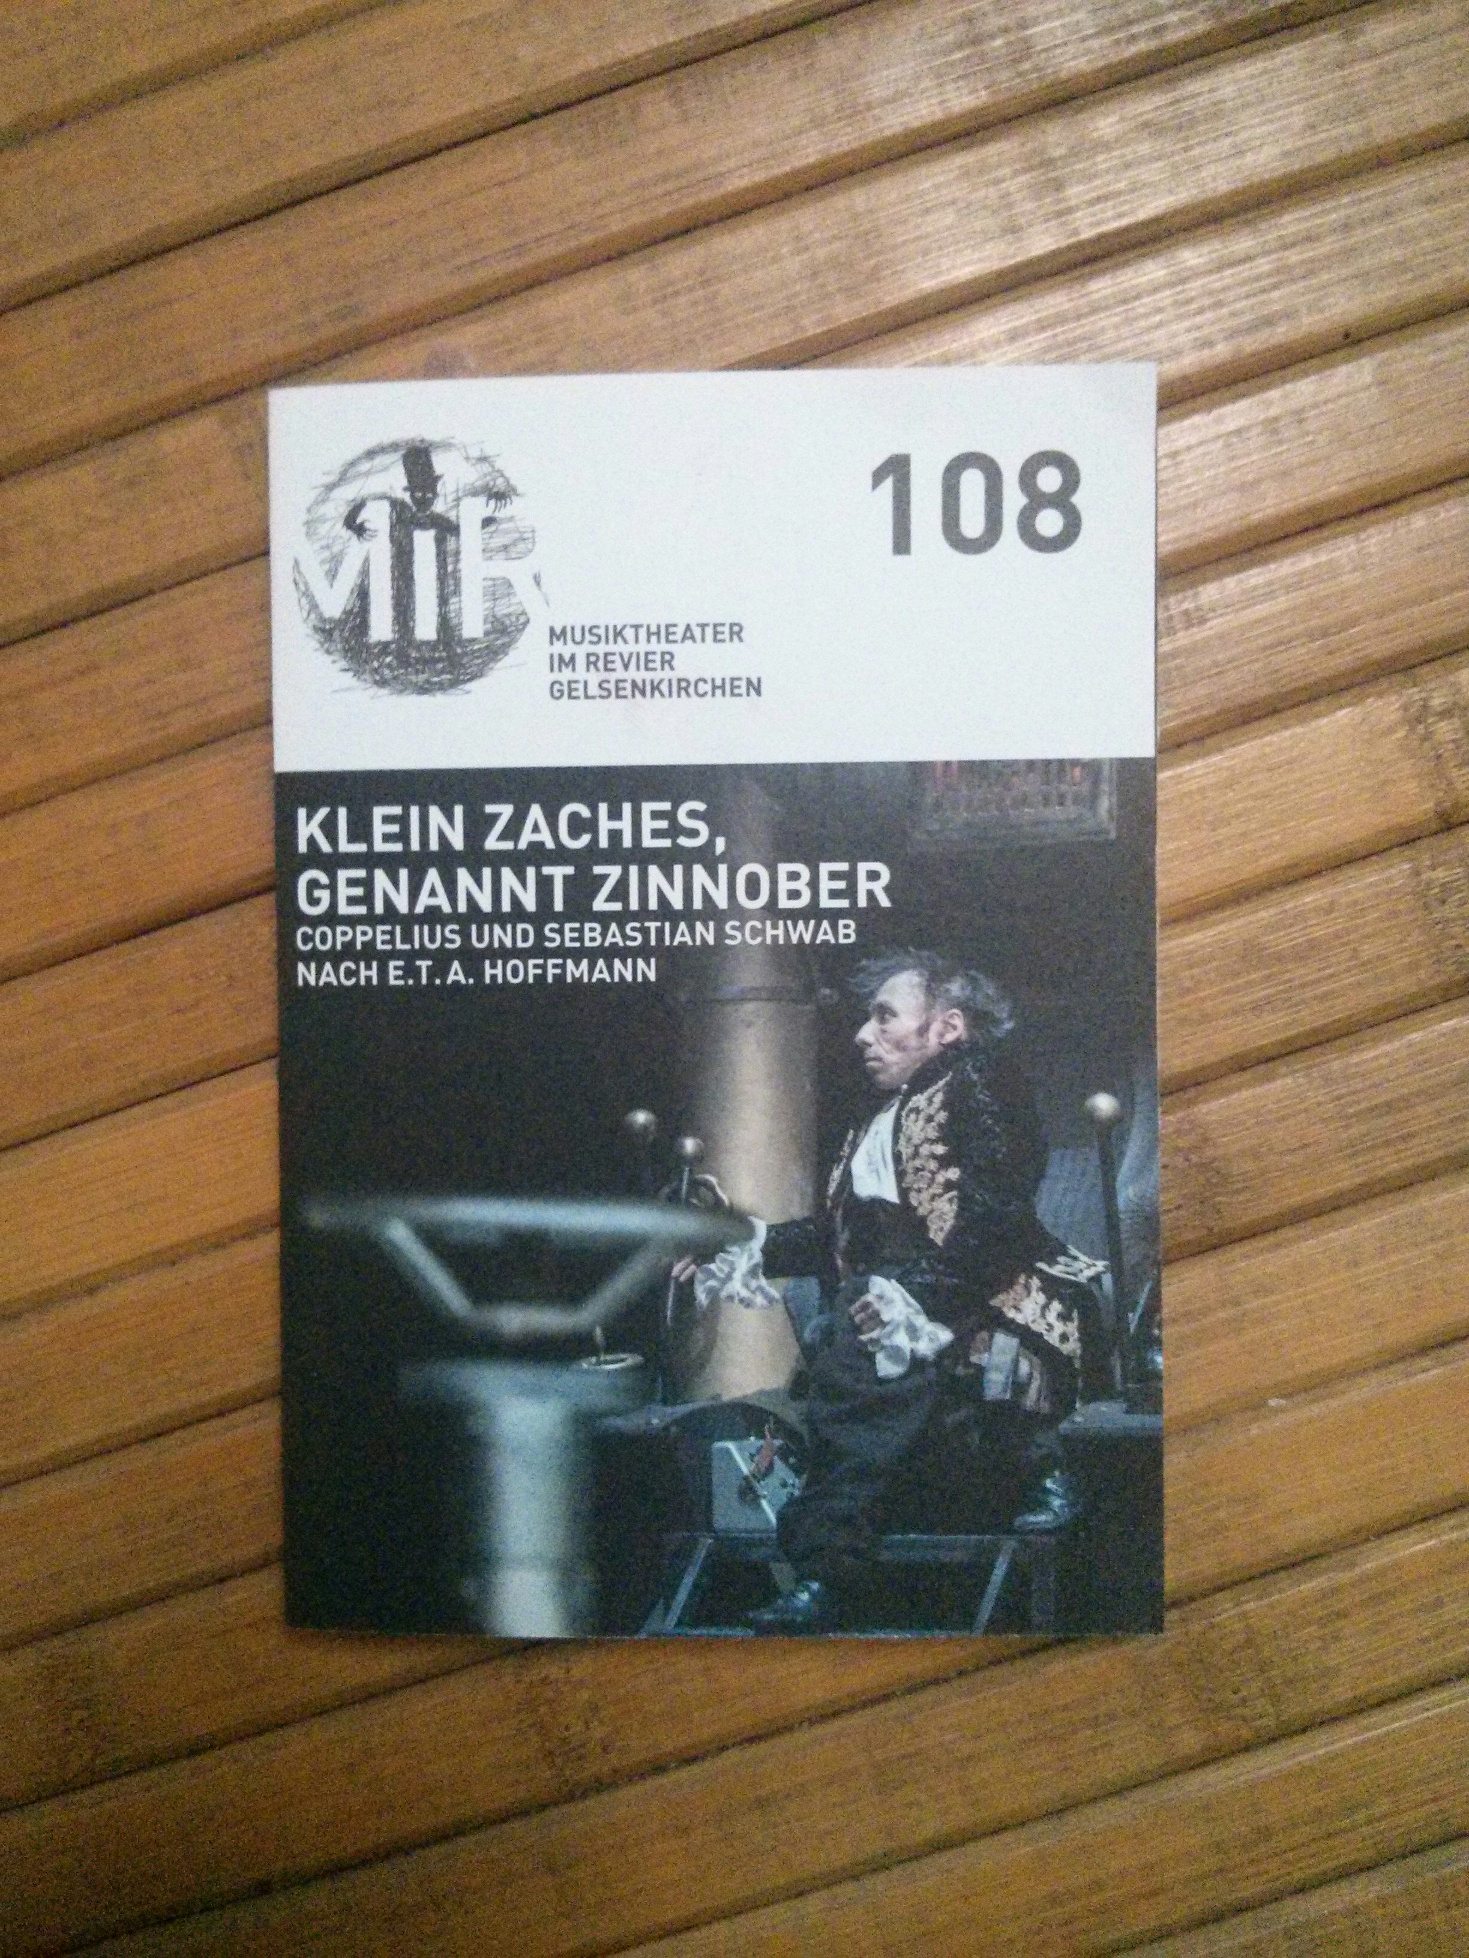 MiR
108
MUSIKTHEATER
IM REVIER
GELSENKIRCHEN
KLEIN ZACHES,
GENANNT ZINNOBER
COPPELIUS UND SEBASTIAN SCHWAB
NACH E.T.A. HOFFMANN